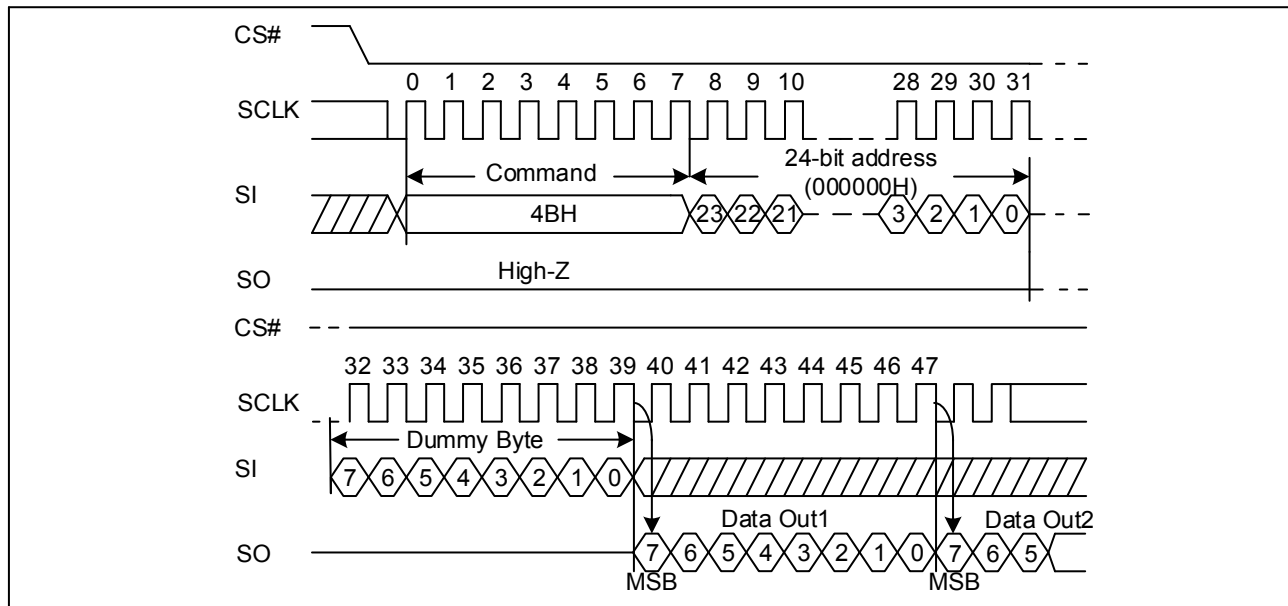 CS#
0 1 2 3 4 5 6 7 8 9 10 28 29 30 31
SCLK
Command
24-bit address
(000000H)
SI
4BH
23 22 21 3 2 1 0
High-Z
SO
CS#
32 33 34 35 36 37 38 39 40 41 42 43 44 45 46 47
SCLK
Dummy Byte
SI
7 6 5 4 3 2 1 0
Data Out1 Data Out2
SO
7 6 5 4 3 2 1 0 7 6 5
MSB MSB